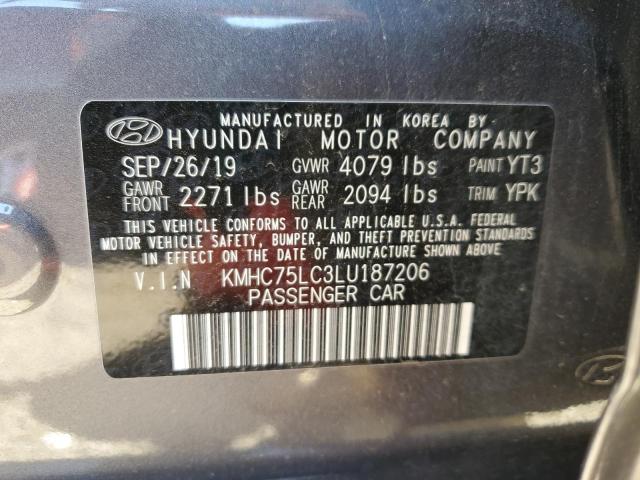 MANUFACTURED IN KOREA BY:
HYUNDAI MOTOR COMPANY
SEP/26/19 GVWR 4079 lbs PAINT YT3
GAWR FRONT 2271 lbs GAWR REAR 2094 lbs TRIM YPK
THIS VEHICLE CONFORMS TO ALL APPLICABLE U.S.A. FEDERAL
MOTOR VEHICLE SAFETY, BUMPER, AND THEFT PREVENTION STANDARDS
IN EFFECT ON THE DATE OF MANUFACTURE SHOWN ABOVE.
V.I.N KMHC75LC3LU187206
PASSENGER CAR